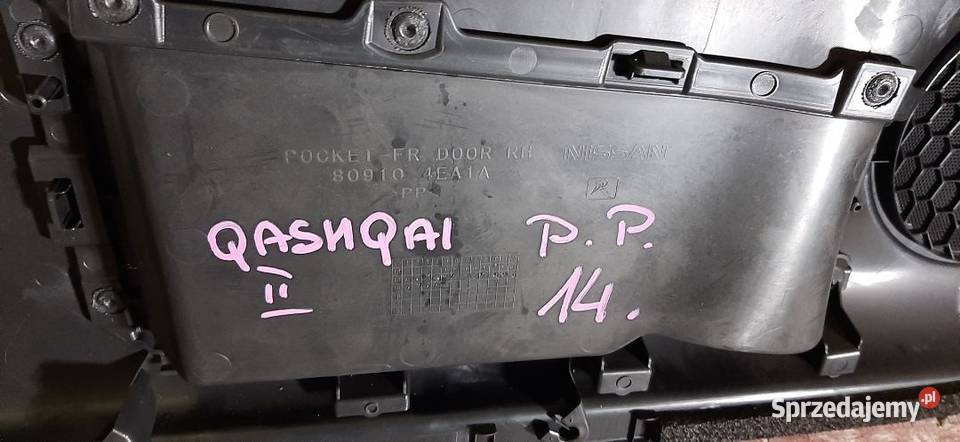 POCKET-FR DOOR RH NISSAN
80910 4EA1A
PP
QASHQAI P.P.
II 14.
Sprzedajemy.pl